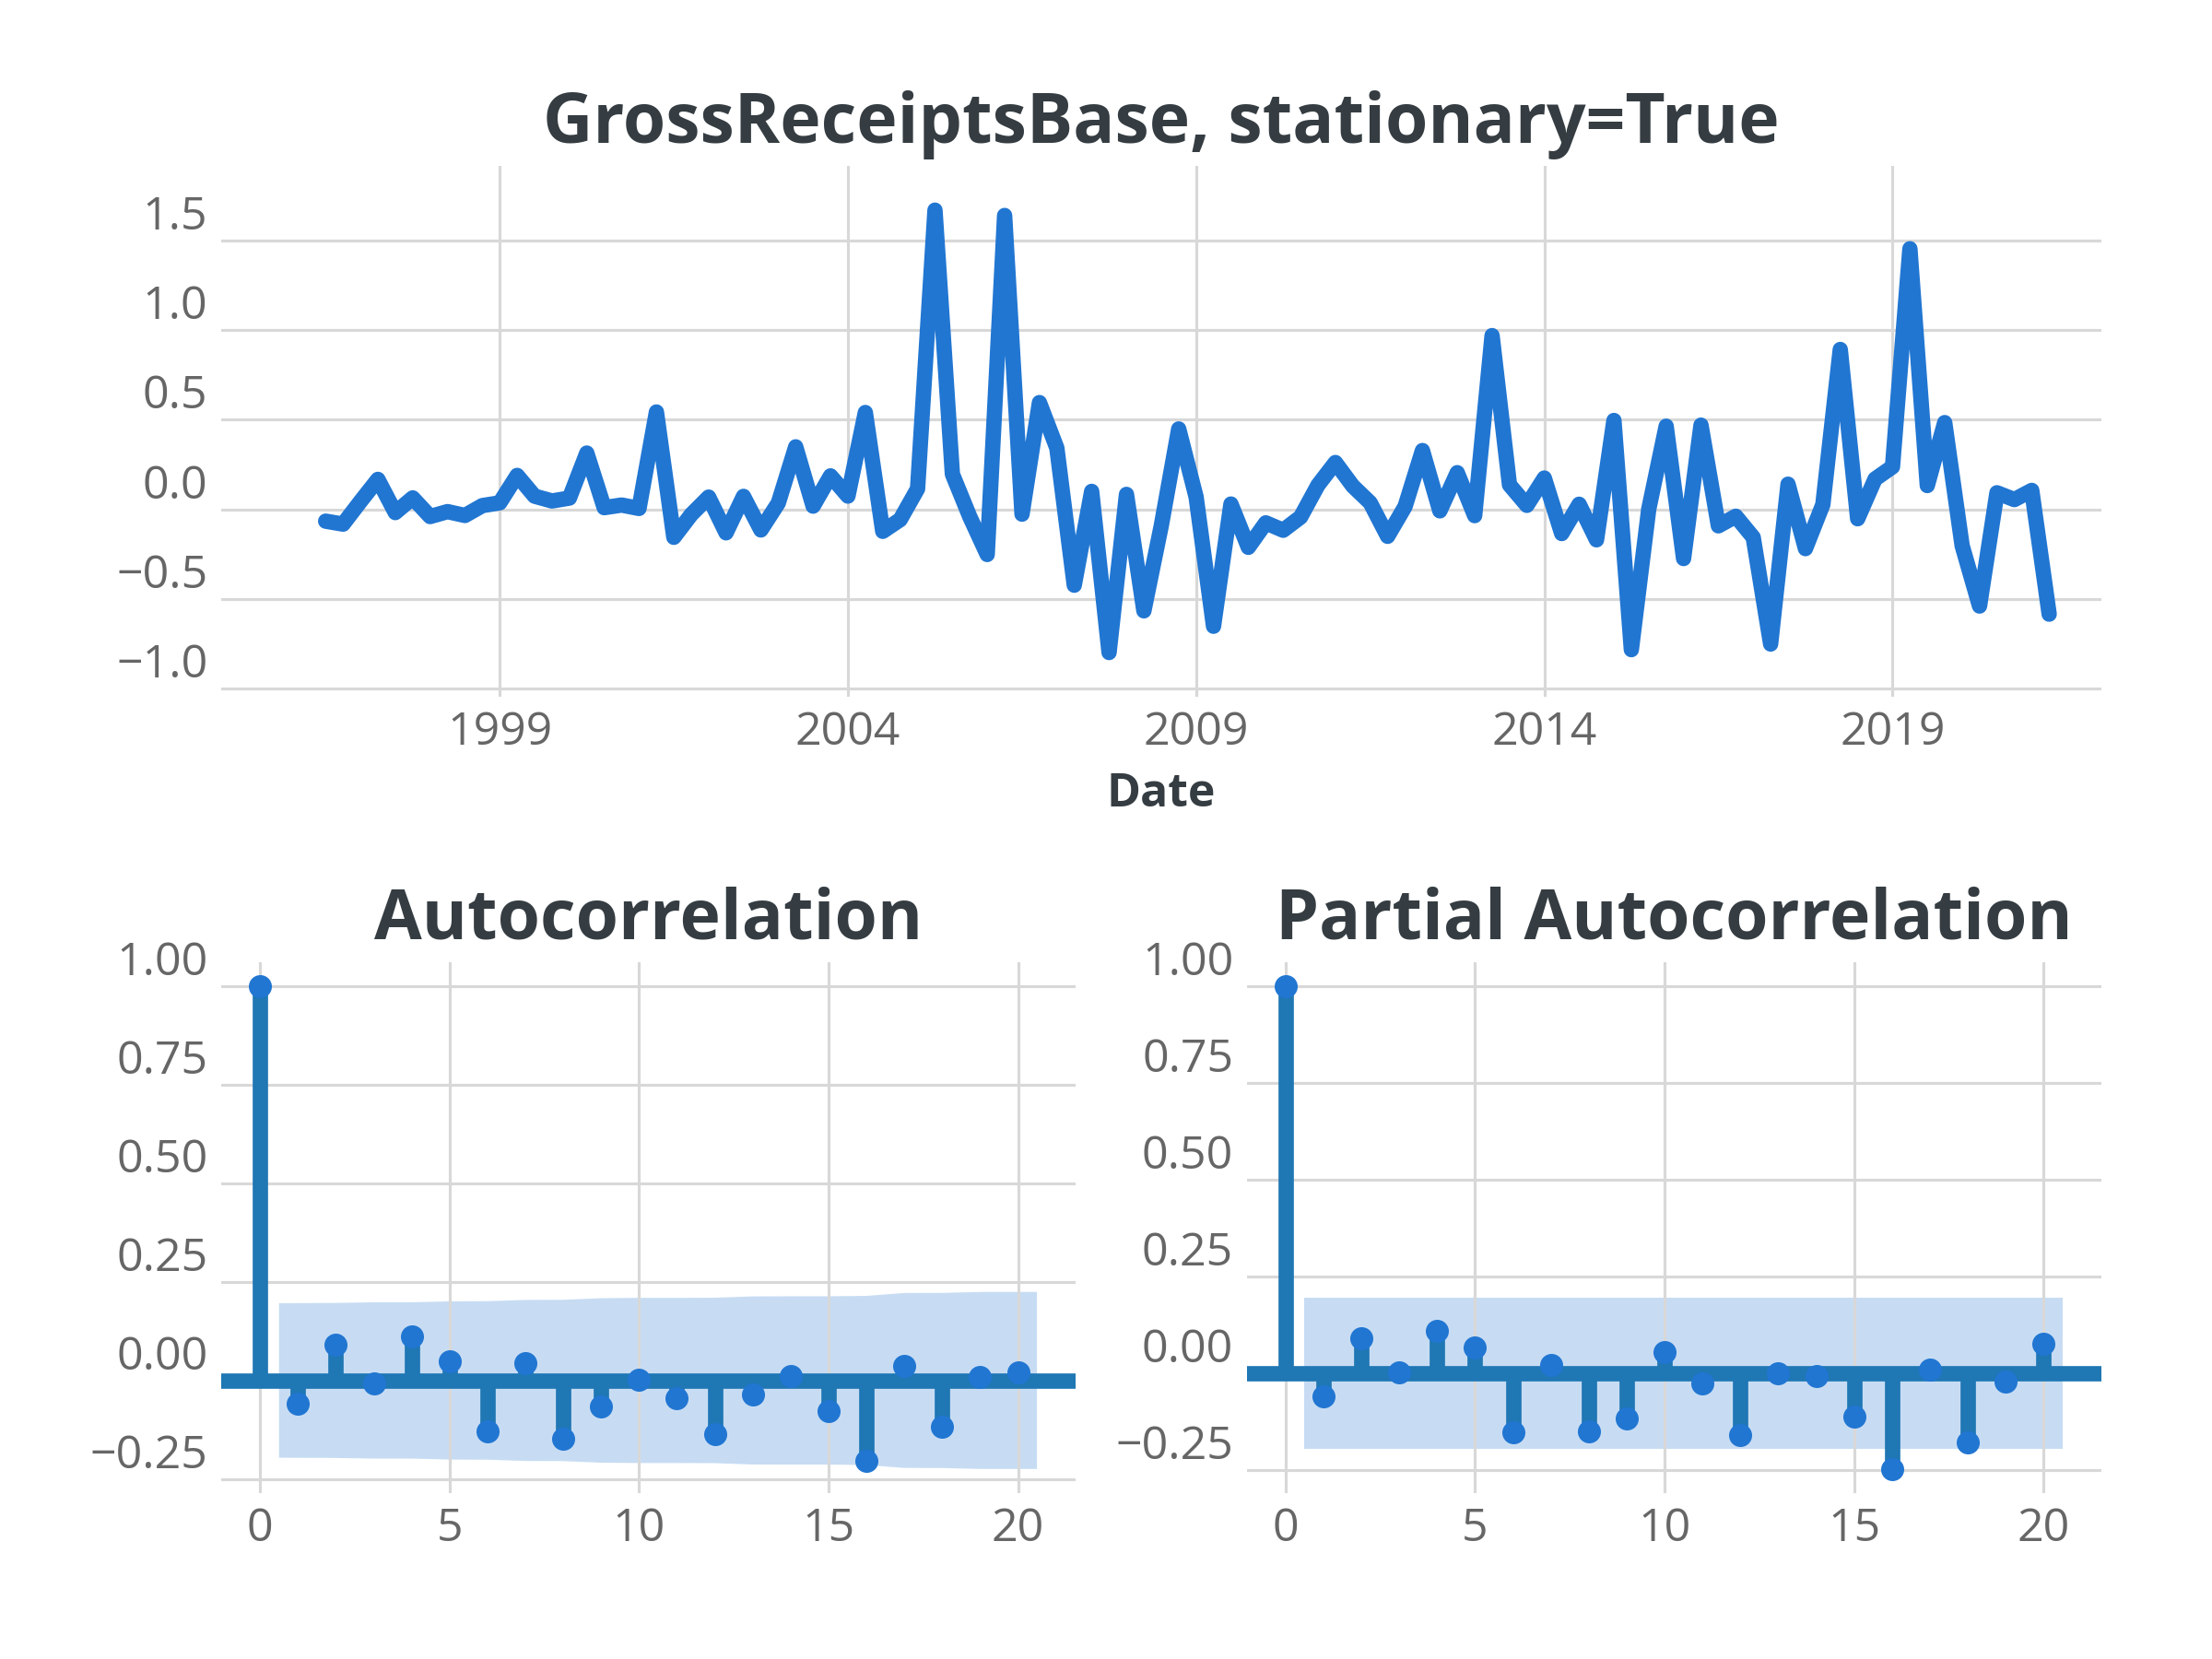 GrossReceiptsBase, stationary=True
1.5
1.0
0.5
0.0
−0.5
−1.0
1999 2004 2009 2014 2019
Date
Autocorrelation
1.00
0.75
0.50
0.25
0.00
−0.25
0 5 10 15 20
Partial Autocorrelation
1.00
0.75
0.50
0.25
0.00
−0.25
0 5 10 15 20